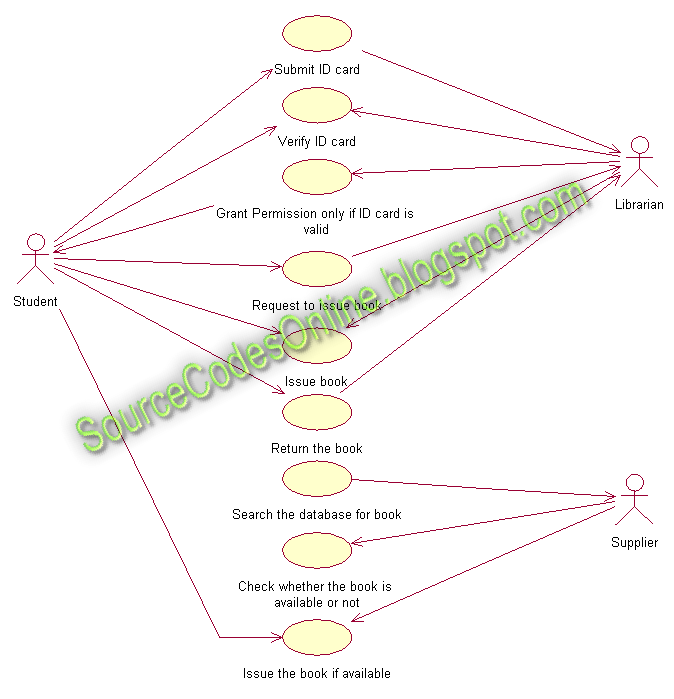 Submit ID card
Verify ID card
Grant Permission only if ID card is
valid
Librarian
Student
Request to issue book
Issue book
Return the book
SourceCodesOnline.blogspot.com
Search the database for book
Supplier
Check whether the book is
available or not
Issue the book if available